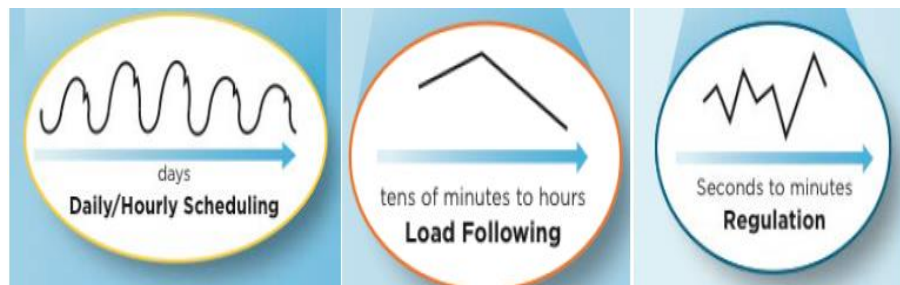 days
Daily/Hourly Scheduling
tens of minutes to hours
Load Following
Seconds to minutes
Regulation